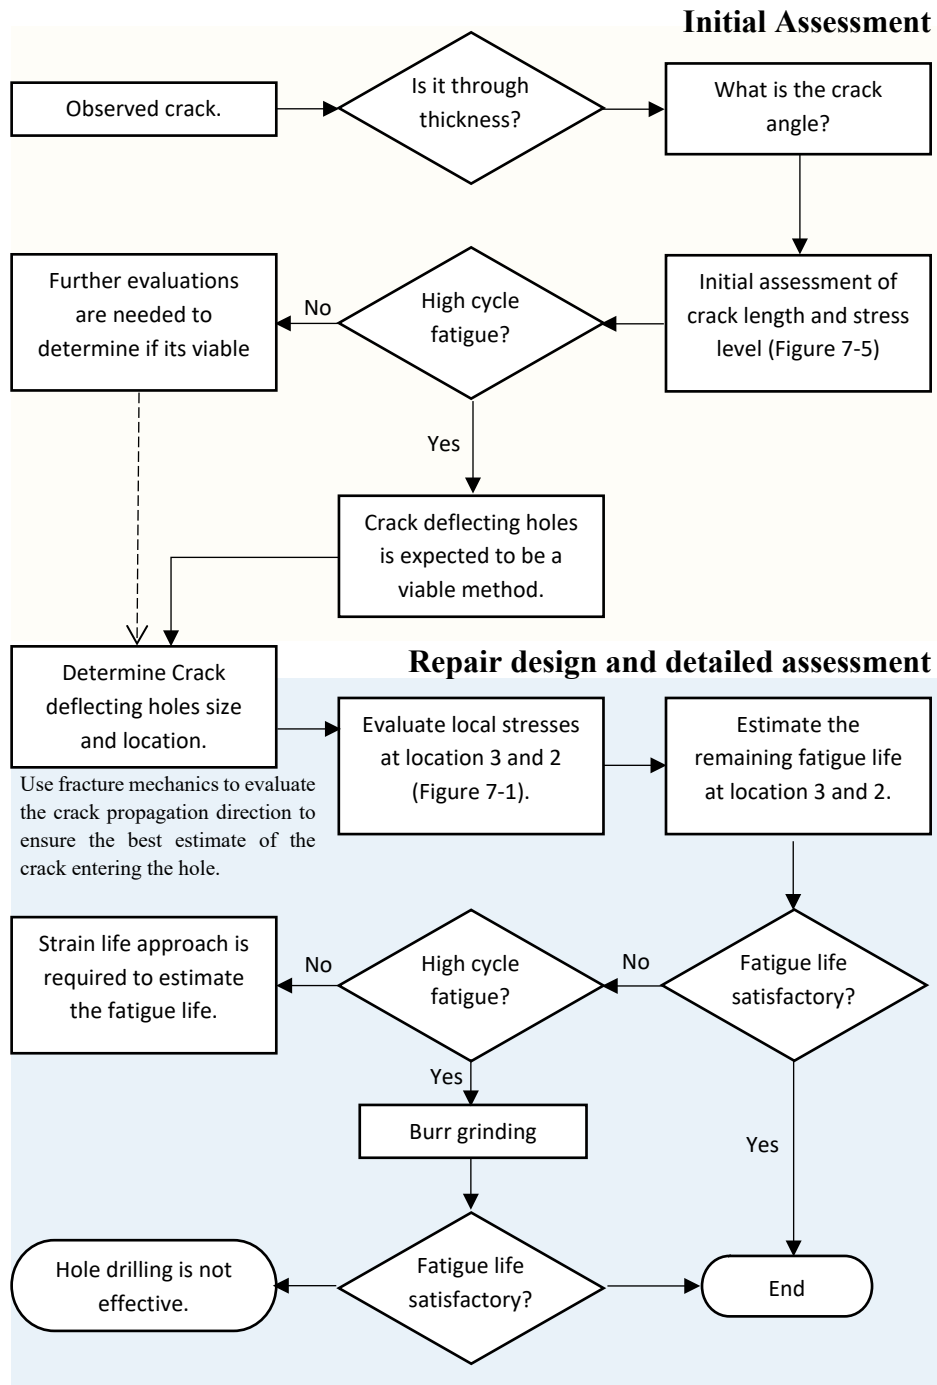 Initial Assessment
Observed crack.
Is it through
thickness?
What is the crack
angle?
Further evaluations
are needed to
determine if its viable
No
High cycle
fatigue?
Initial assessment of
crack length and stress
level (Figure 7-5)
Yes
Crack deflecting holes
is expected to be a
viable method.
Repair design and detailed assessment
Determine Crack
deflecting holes size
and location.
Use fracture mechanics to evaluate
the crack propagation direction to
ensure the best estimate of the
crack entering the hole.
Evaluate local stresses
at location 3 and 2
(Figure 7-1).
Estimate the
remaining fatigue life
at location 3 and 2.
Strain life approach is
required to estimate
the fatigue life.
No
High cycle
fatigue?
No
Fatigue life
satisfactory?
Yes
Burr grinding
Yes
Hole drilling is not
effective.
Fatigue life
satisfactory?
End